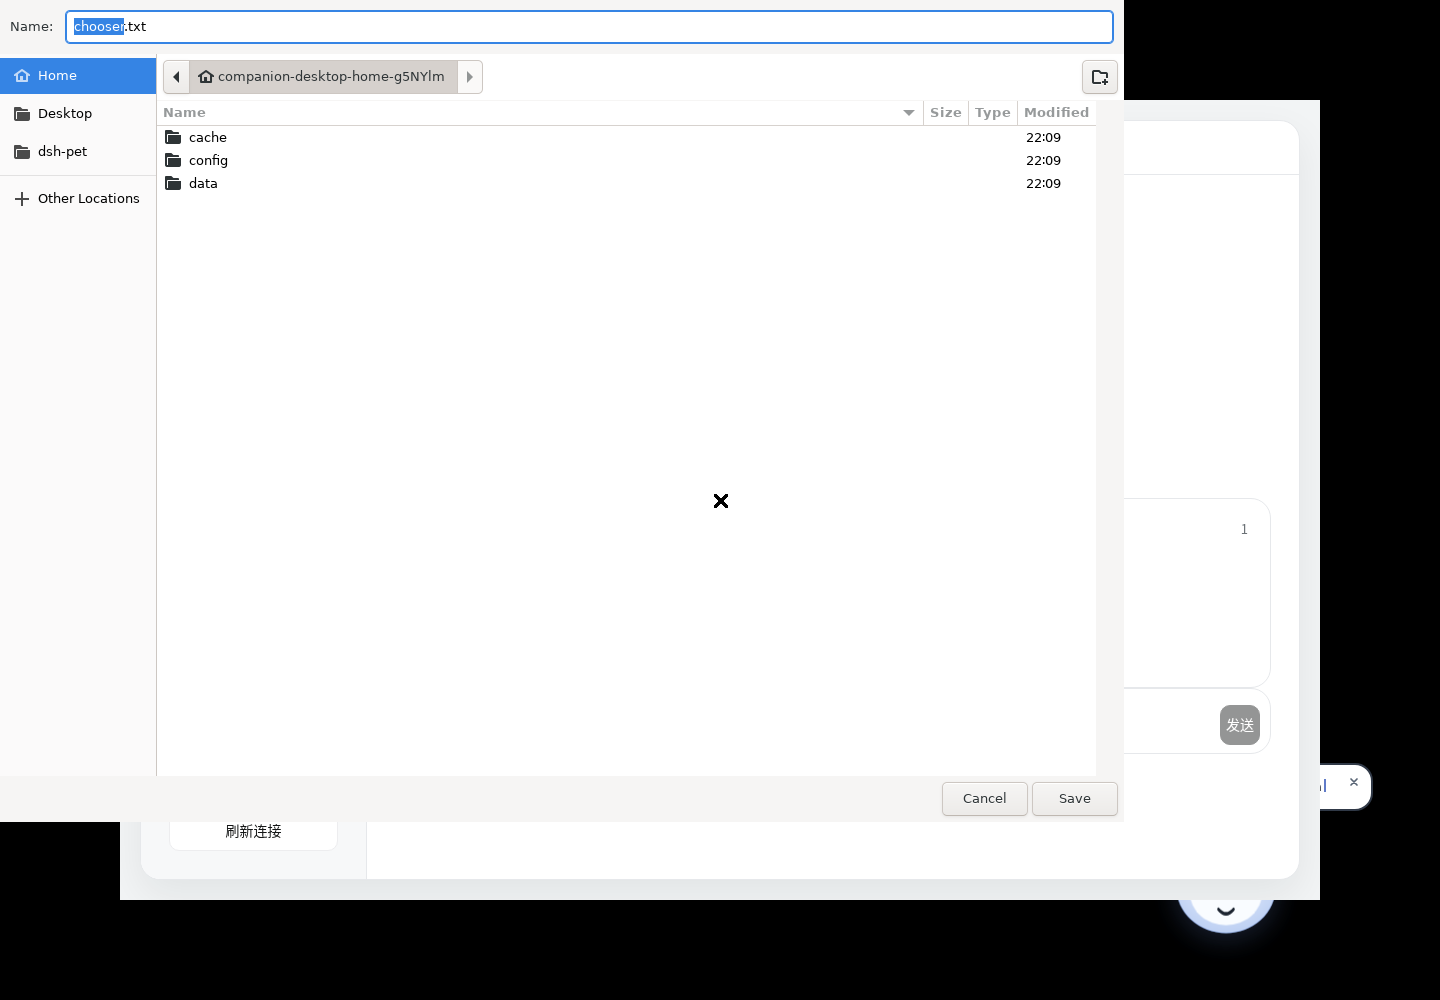 Name: chooser.txt
Home
Desktop
dsh-pet
Other Locations
companion-desktop-home-g5NYlm
Name Size Type Modified
cache 22:09
config 22:09
data 22:09
1
发送
Cancel Save
刷新连接